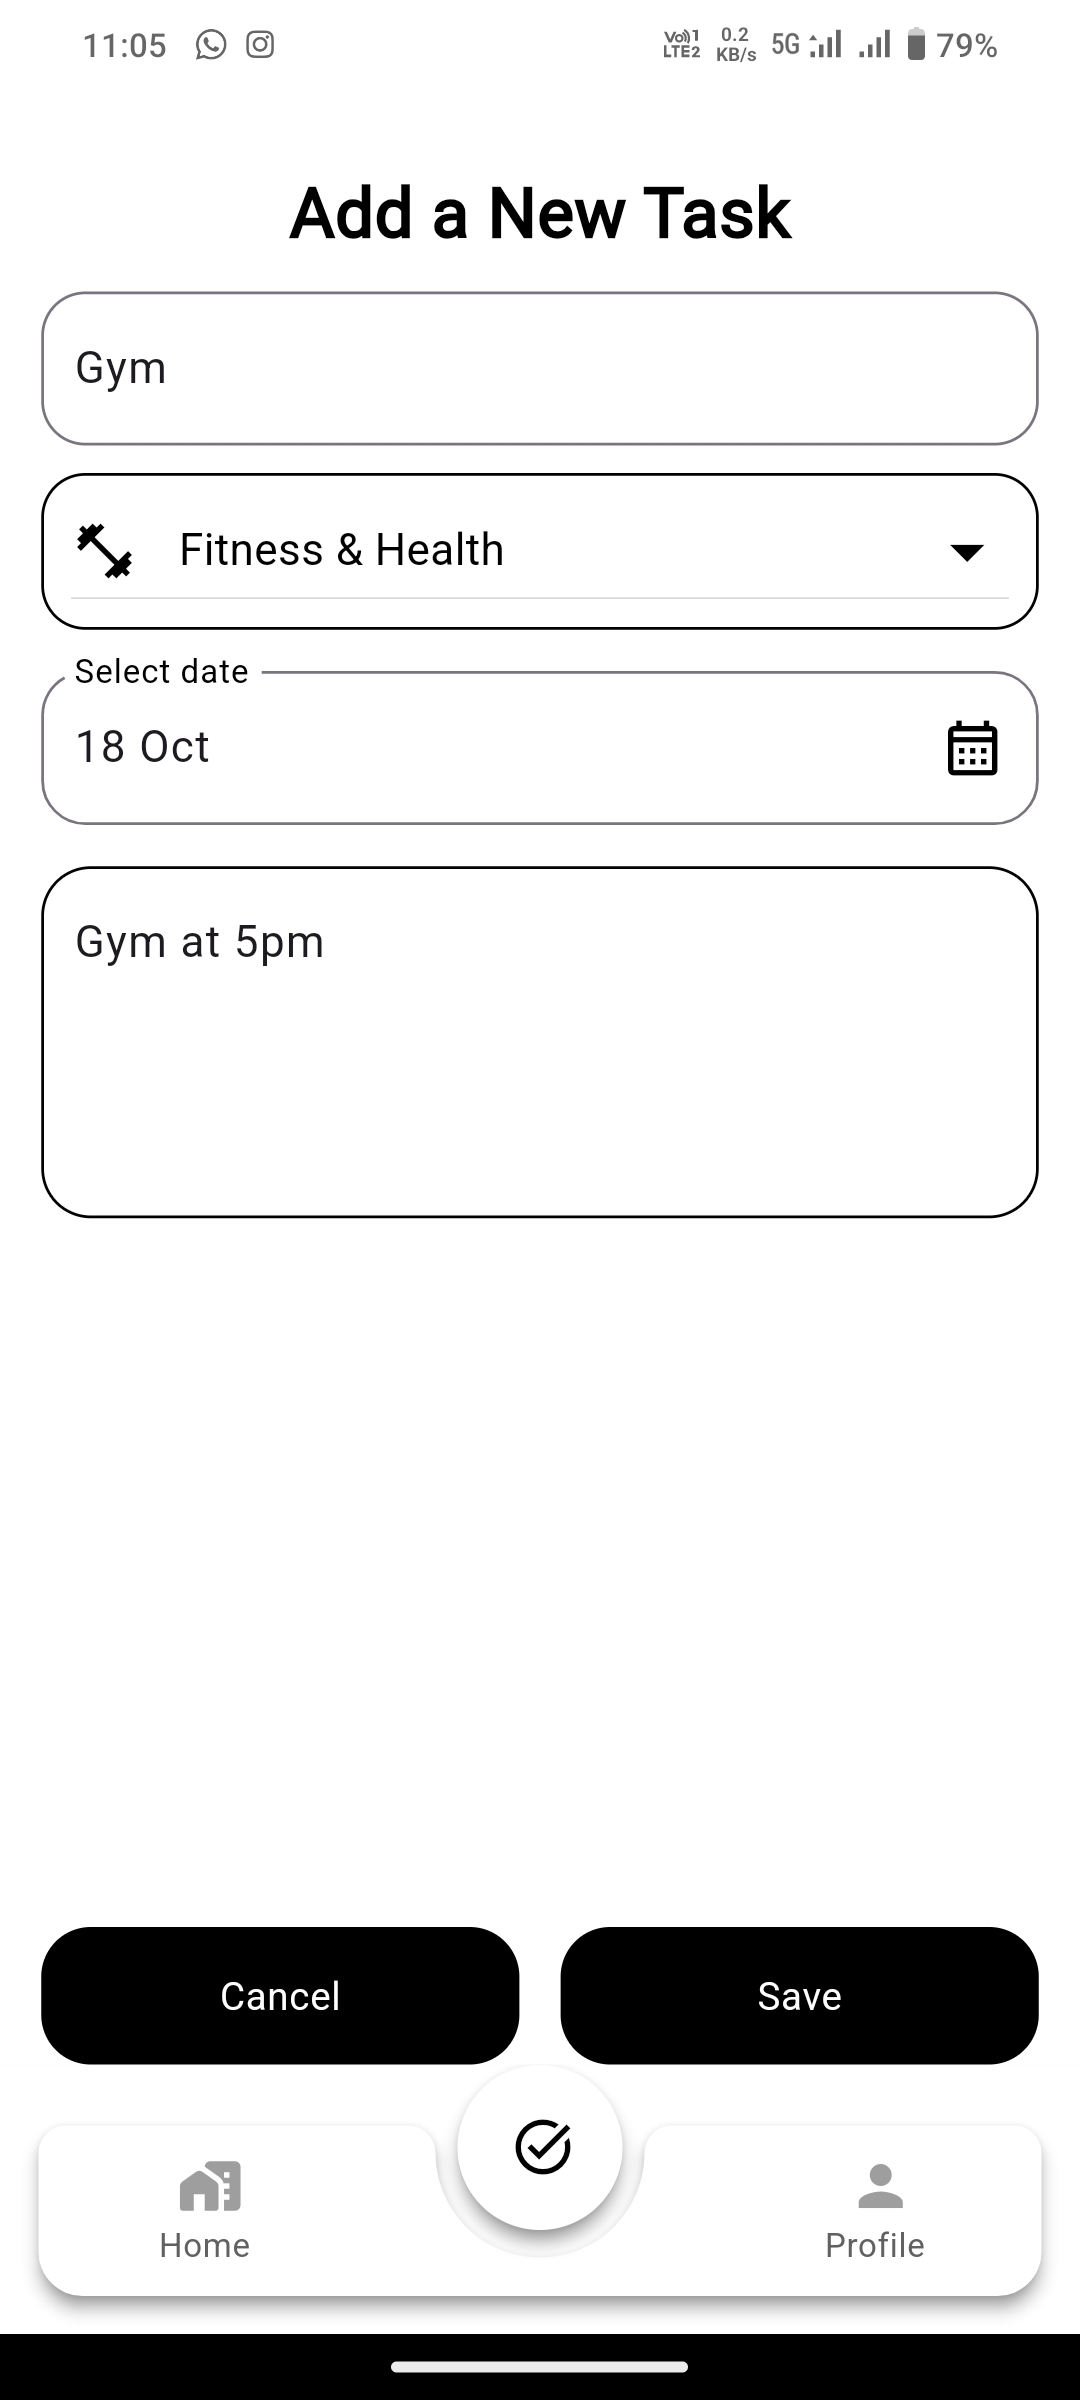 11:05 Vo)) 1 LTE2 0.2 KB/s 5G 79%
Add a New Task
Gym
Fitness & Health
Select date
18 Oct
Gym at 5pm
Cancel Save
Home Profile